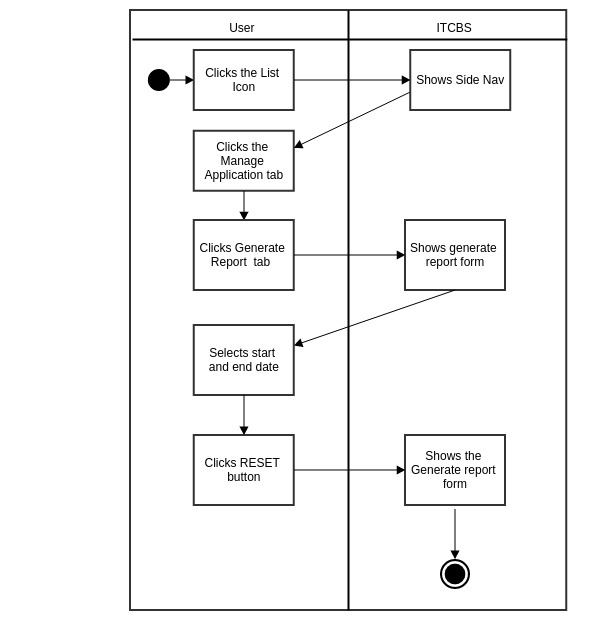 User
ITCBS
Clicks the List
Icon
Shows Side Nav
Clicks the
Manage
Application tab
Clicks Generate
Report  tab
Shows generate
report form
Selects start
and end date
Clicks RESET
button
Shows the
Generate report
form